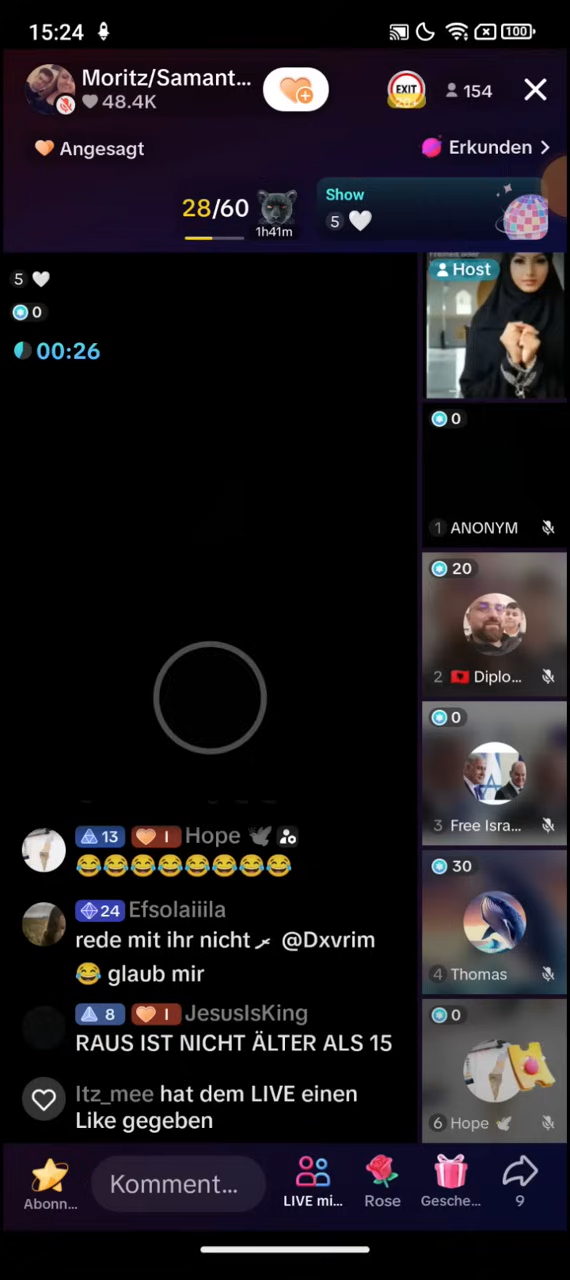 15:24
100
Moritz/Samant...
48.4K
EXIT
154
Angesagt
Erkunden
28/60
1h41m
Show
5
5
0
00:26
Host
0
1 ANONYM
20
2 Diplo...
0
3 Free Isra...
30
4 Thomas
0
6 Hope
13 I Hope
24 Efsolaiiila
rede mit ihr nicht @Dxvrim
glaub mir
8 I JesusIsKing
RAUS IST NICHT ÄLTER ALS 15
Itz_mee hat dem LIVE einen
Like gegeben
Abonn...
Komment...
LIVE mi...
Rose
Gesche...
9